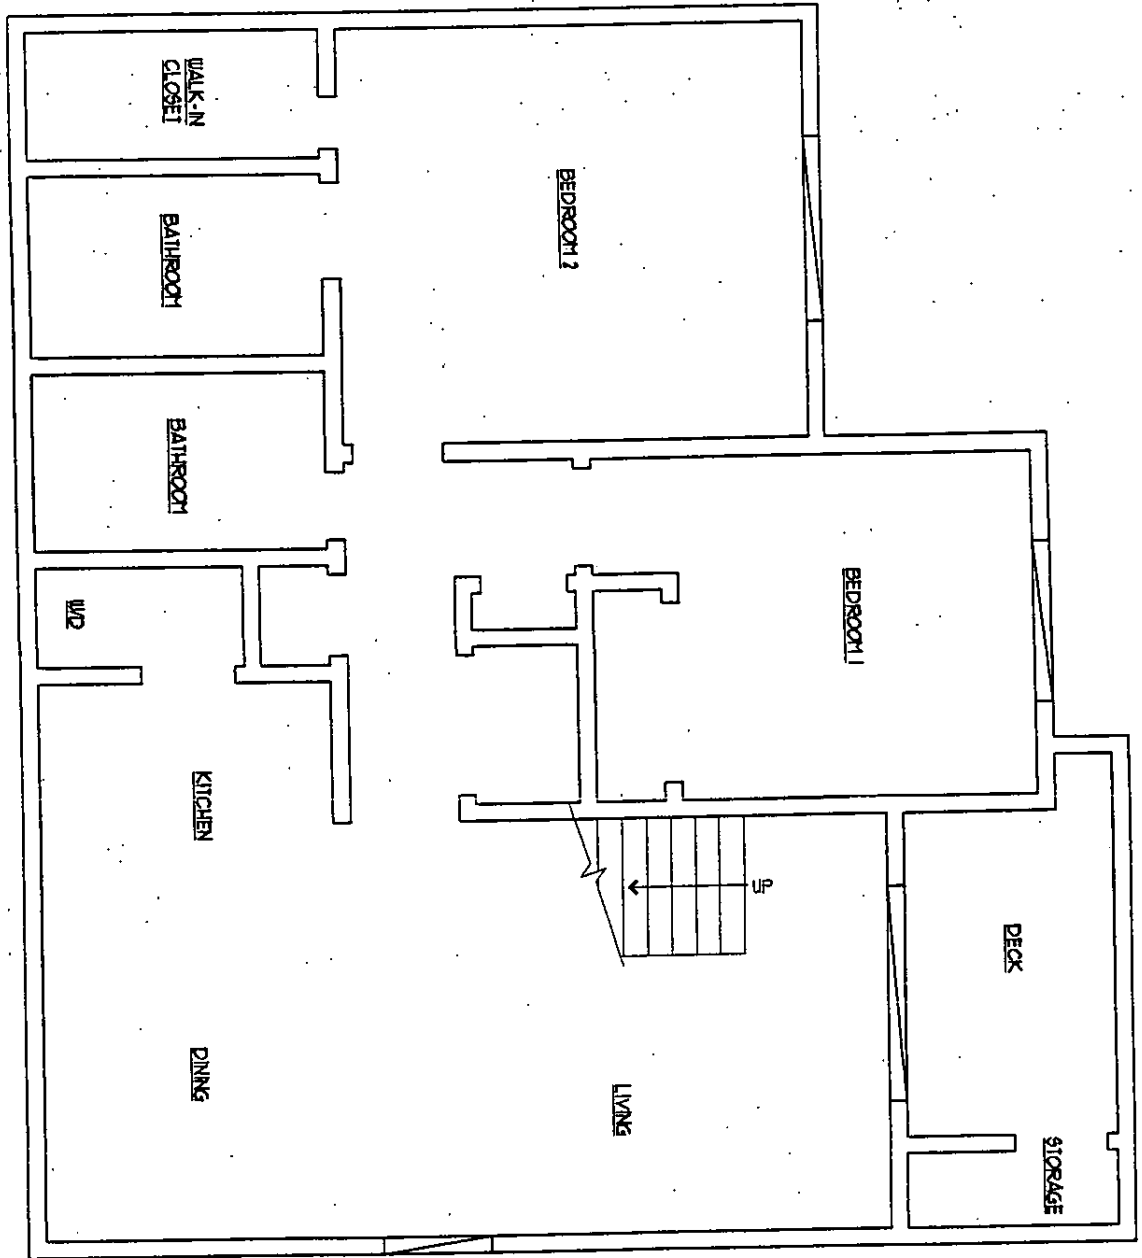 WALK-IN
CLOSET
BEDROOM 2
BATHROOM
BATHROOM
BEDROOM 1
W/D
KITCHEN
UP
DECK
DINING
LIVING
STORAGE